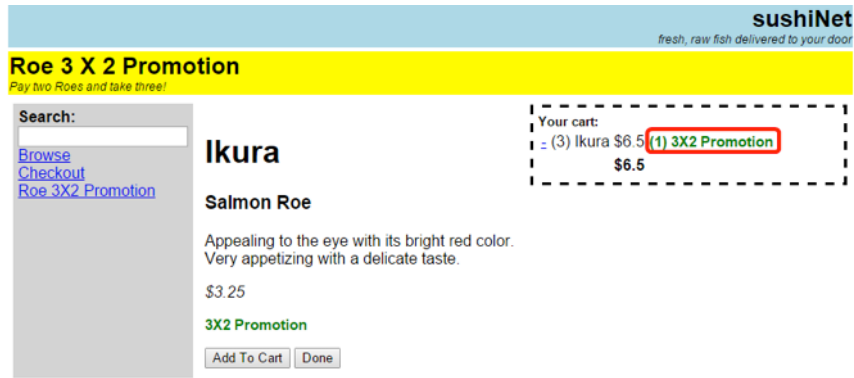 sushiNet
fresh, raw fish delivered to your door
Roe 3 X 2 Promotion
Pay two Roes and take three!
Search:
Browse
Checkout
Roe 3X2 Promotion
Ikura
Salmon Roe
Appealing to the eye with its bright red color.
Very appetizing with a delicate taste.
$3.25
3X2 Promotion
Add To Cart Done
Your cart:
- (3) Ikura $6.5 (1) 3X2 Promotion
$6.5